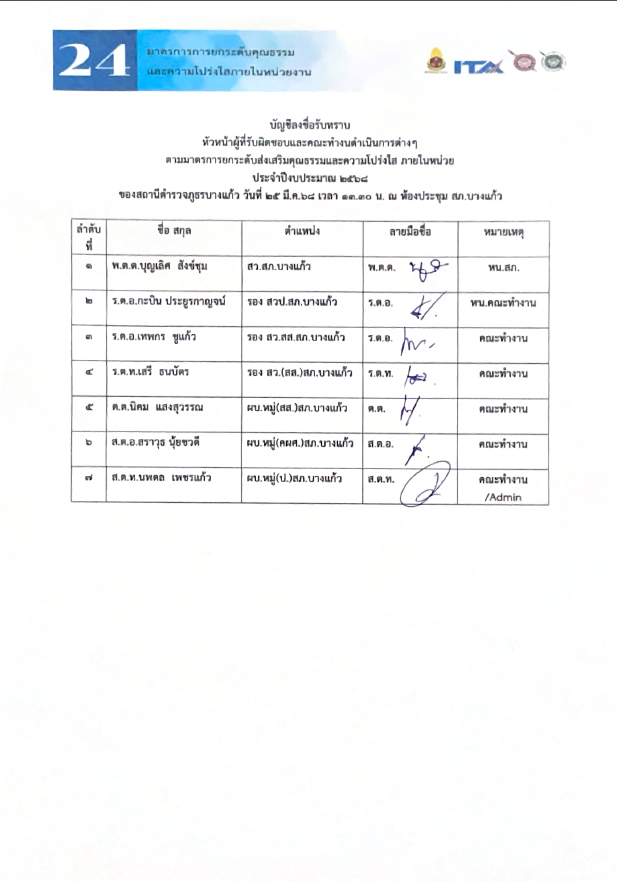 24
มาตรการการยกระดับคุณธรรม
และความโปร่งใสภายในหน่วยงาน
ITA
บัญชีลงชื่อรับทราบ
หัวหน้าผู้ที่รับผิดชอบและคณะทำงนดำเนินการต่างๆ
ตามมาตรการยกระดับส่งเสริมคุณธรรมและความโปร่งใส ภายในหน่วย
ประจำปีงบประมาณ ๒๕๖๘
ของสถานีตำรวจภูธรบางแก้ว วันที่ ๒๕ มี.ค.๖๘ เวลา ๑๓.๓๐ น. ณ ห้องประชุม สภ.บางแก้ว
ลำดับที่ ชื่อ สกุล ตำแหน่ง ลายมือชื่อ หมายเหตุ
๑ พ.ต.ต.บุญเลิศ สังข์ชุม สว.สภ.บางแก้ว พ.ต.ต. หน.สภ.
๒ ร.ต.อ.กะบิน ประยูรกาญจน์ รอง สวป.สภ.บางแก้ว ร.ต.อ. หน.คณะทำงาน
๓ ร.ต.อ.เทพกร ชูแก้ว รอง สว.สส.สภ.บางแก้ว ร.ต.อ. คณะทำงาน
๔ ร.ต.ท.เสรี ธนบัตร รอง สว.(สส.)สภ.บางแก้ว ร.ต.ท คณะทำงาน
๕ ด.ต.นิคม แสงสุวรรณ ผบ.หมู่(สส.)สภ.บางแก้ว ด.ต. คณะทำงาน
๖ ส.ต.อ.สราวุธ นุ้ยขวดี ผบ.หมู่(คผศ.)สภ.บางแก้ว ส.ต.อ. คณะทำงาน
๗ ส.ต.ท.นพดล เพชรแก้ว ผบ.หมู่(ป.)สภ.บางแก้ว ส.ต.ท. คณะทำงาน
/Admin